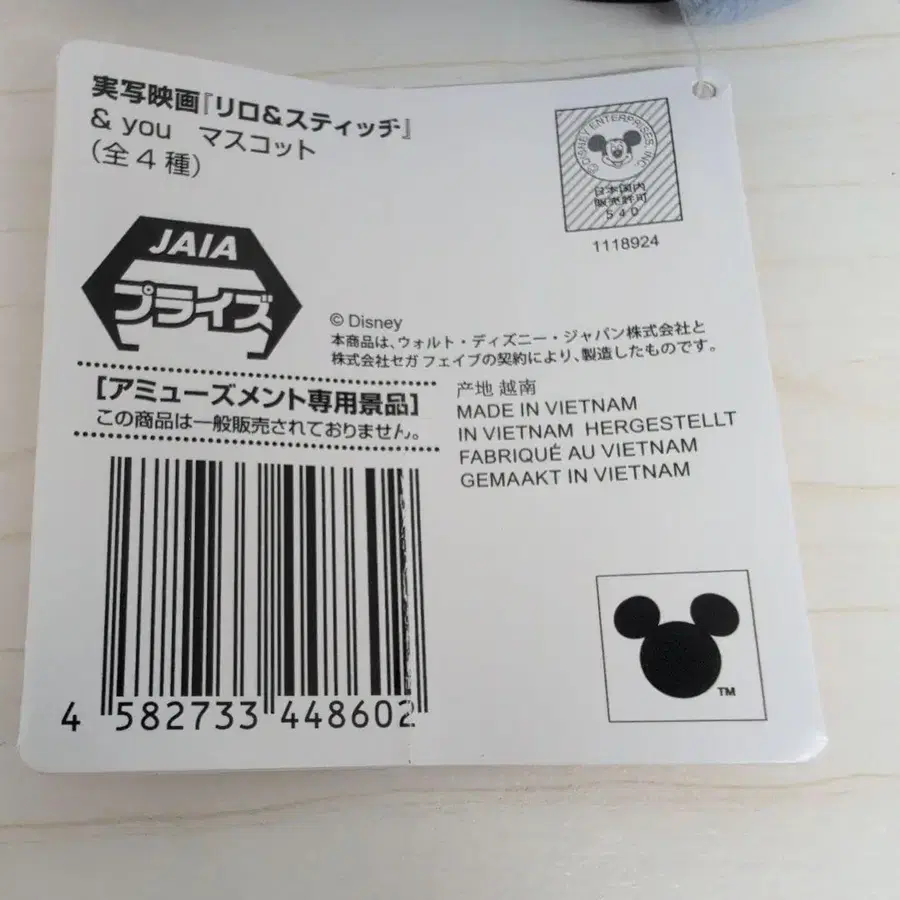 実写映画『リロ&スティッチ』
& you マスコット
(全4種)
©DISNEY ENTERPRISES, INC.
日本国内
販売許可
540
1118924
JAIA
プライズ
© Disney
本商品は、ウォルト・ディズニー・ジャパン株式会社と
株式会社セガ フェイブの契約により、製造したものです。
[アミューズメント専用景品]
この商品は一般販売されておりません。
产地 越南
MADE IN VIETNAM
IN VIETNAM HERGESTELLT
FABRIQUÉ AU VIETNAM
GEMAAKT IN VIETNAM
4 582733 448602
TM